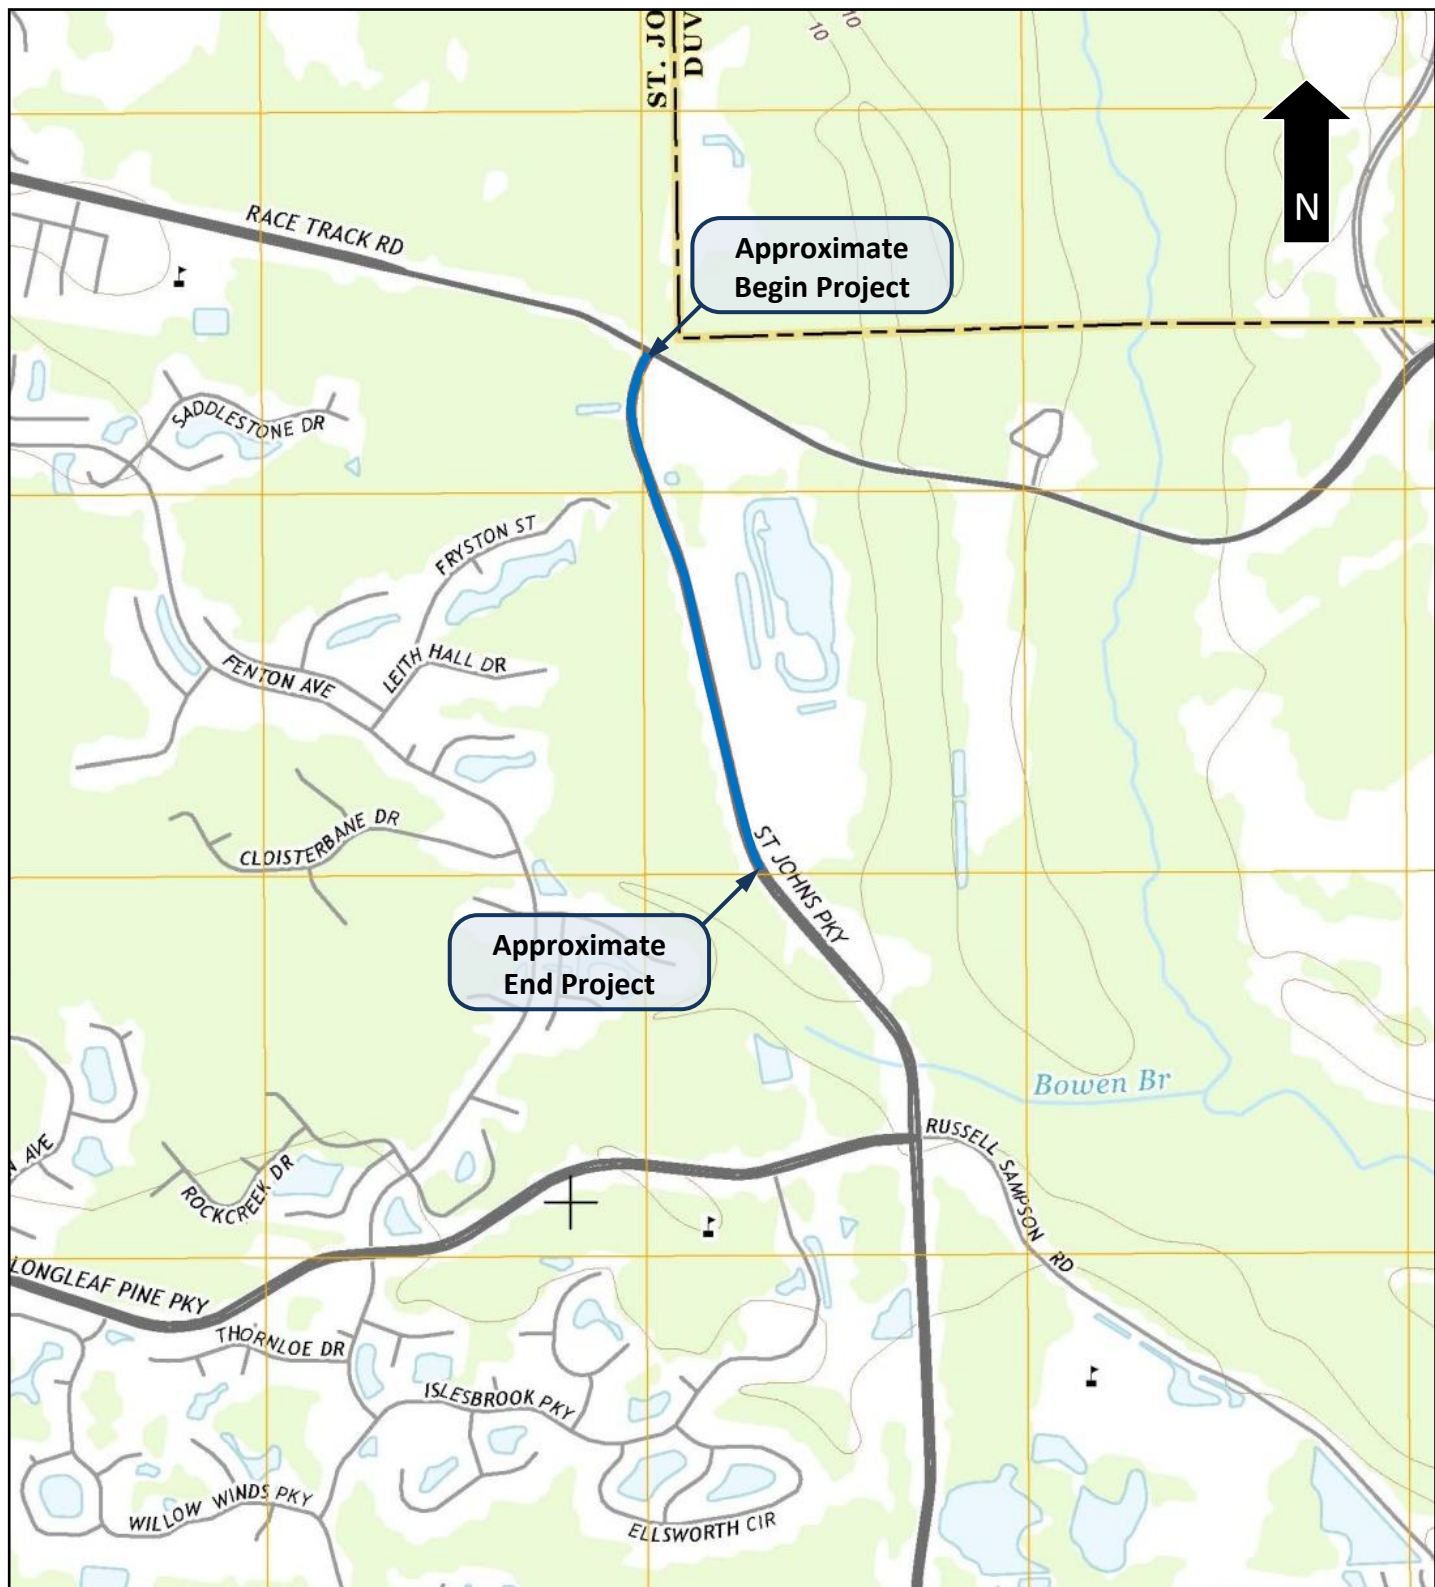 ST. JO
DUV
10
10
N
RACE TRACK RD
Approximate
Begin Project
SADDLESTONE DR
FRYSTON ST
LEITH HALL DR
FENTON AVE
CLOISTERBANE DR
ST JOHNS PKY
Approximate
End Project
Bowen Br
RUSSELL SAMPSON RD
N AVE
ROCKCREEK DR
LONGLEAF PINE PKY
THORNLOE DR
ISLESBROOK PKY
WILLOW WINDS PKY
ELLSWORTH CIR